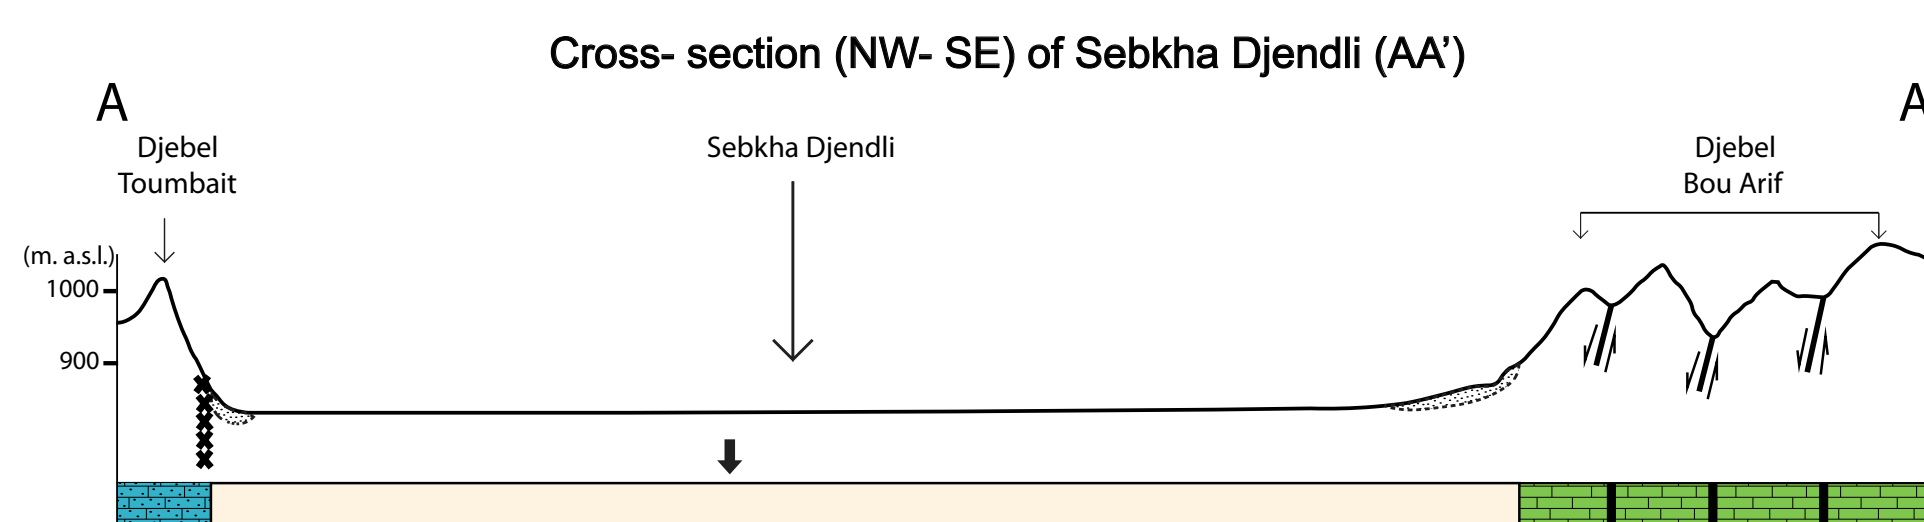 Cross- section (NW- SE) of Sebkha Djendli (AA’)
A
A
Djebel
Toumbait
Sebkha Djendli
Djebel
Bou Arif
(m. a.s.l.)
1000
900